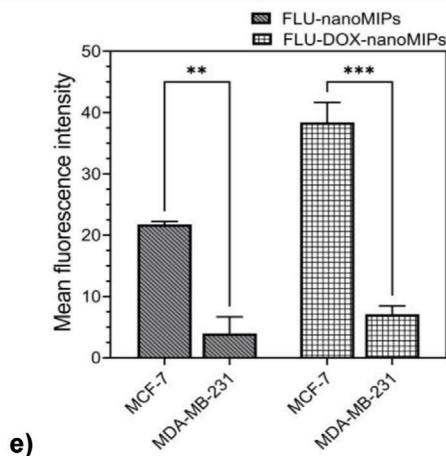 FLU-nanoMIPs
FLU-DOX-nanoMIPs
Mean fluorescence intensity
50
40
30
20
10
0
**
***
MCF-7
MDA-MB-231
MCF-7
MDA-MB-231
e)